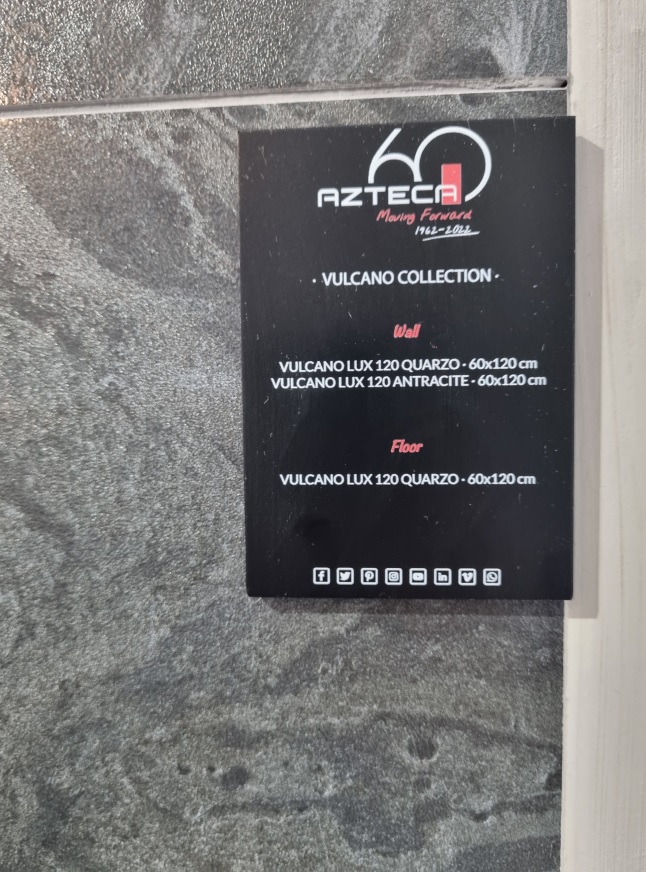 60
AZTECA
Moving Forward
1962-2022
· VULCANO COLLECTION ·
Wall
VULCANO LUX 120 QUARZO · 60x120 cm
VULCANO LUX 120 ANTRACITE · 60x120 cm
Floor
VULCANO LUX 120 QUARZO · 60x120 cm